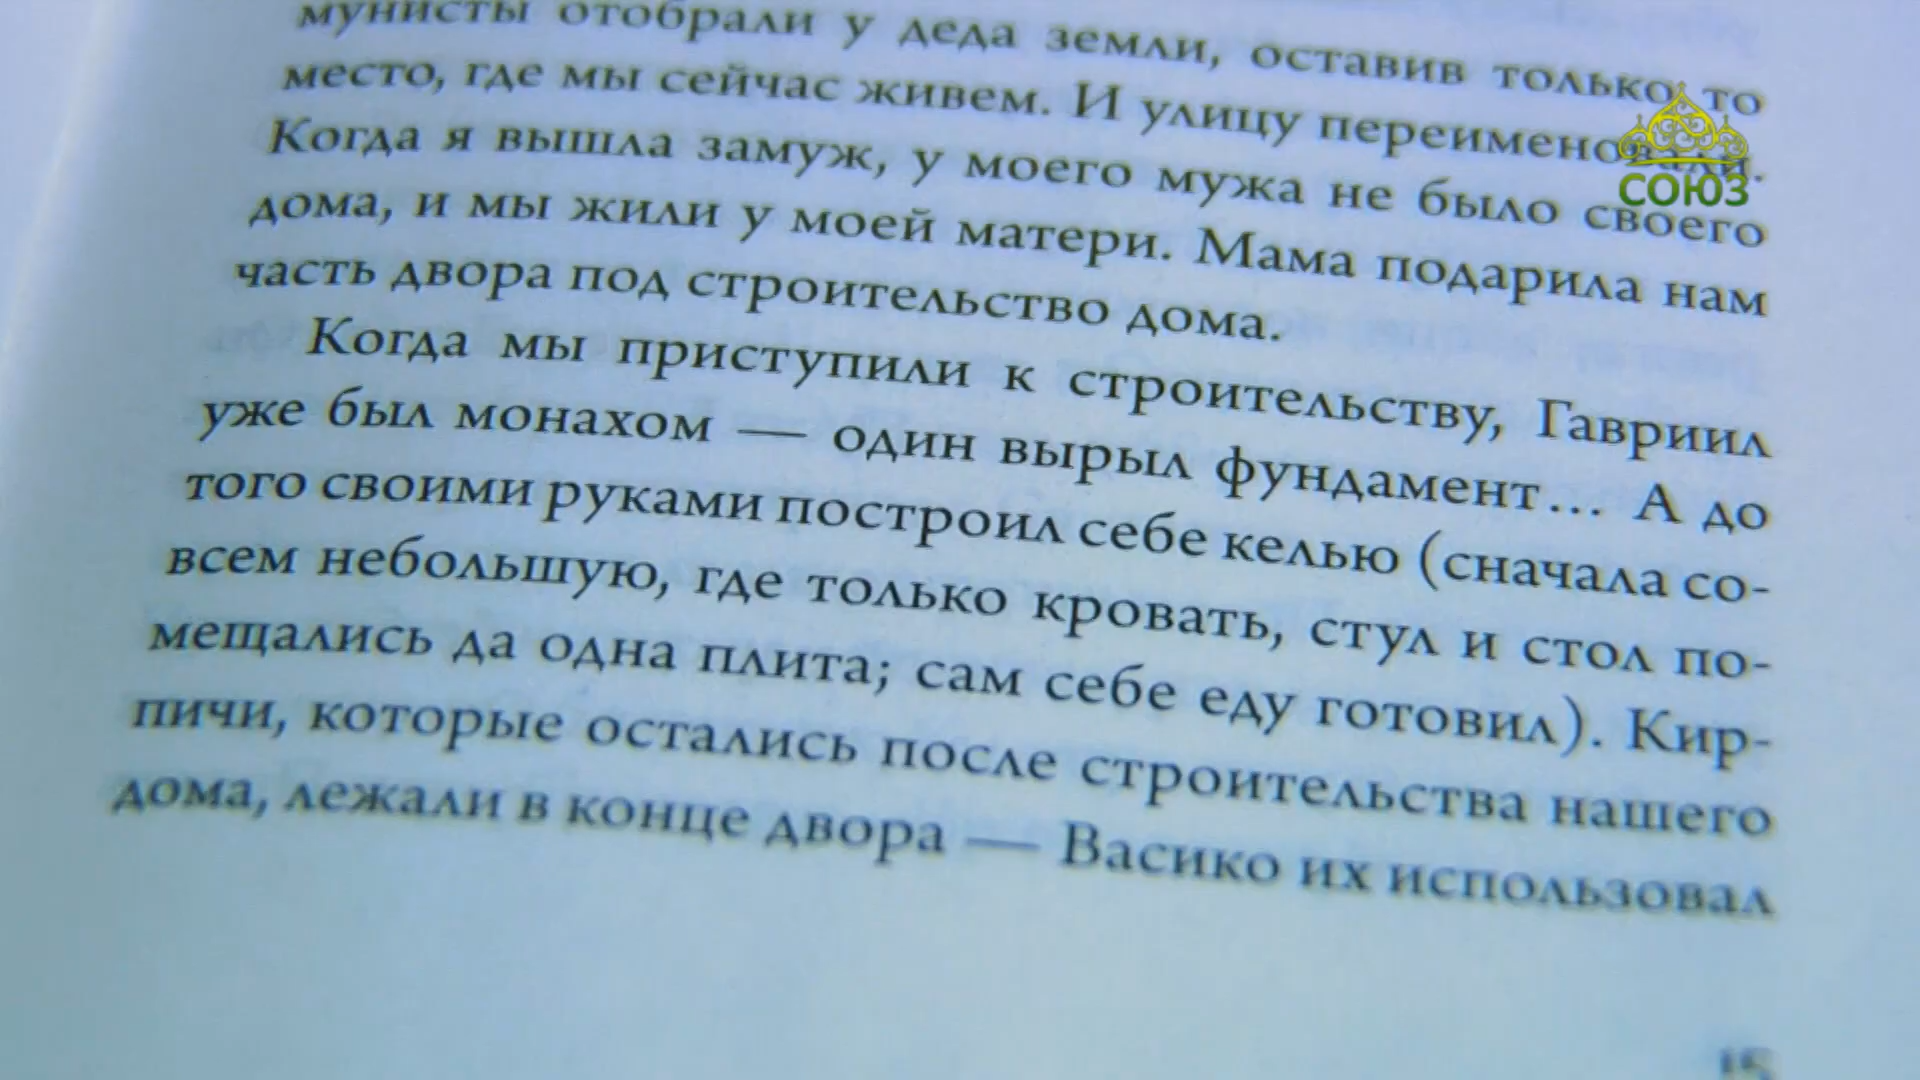 мунисты отобрали у деда земли, оставив только то
место, где мы сейчас живем. И улицу переименовали.
Когда я вышла замуж, у моего мужа не было своего
дома, и мы жили у моей матери. Мама подарила нам
часть двора под строительство дома.
Когда мы приступили к строительству, Гавриил
уже был монахом — один вырыл фундамент... А до
того своими руками построил себе келью (сначала со-
всем небольшую, где только кровать, стул и стол по-
мещались да одна плита; сам себе еду готовил). Кир-
пичи, которые остались после строительства нашего
дома, лежали в конце двора — Васико их использовал
СОЮЗ